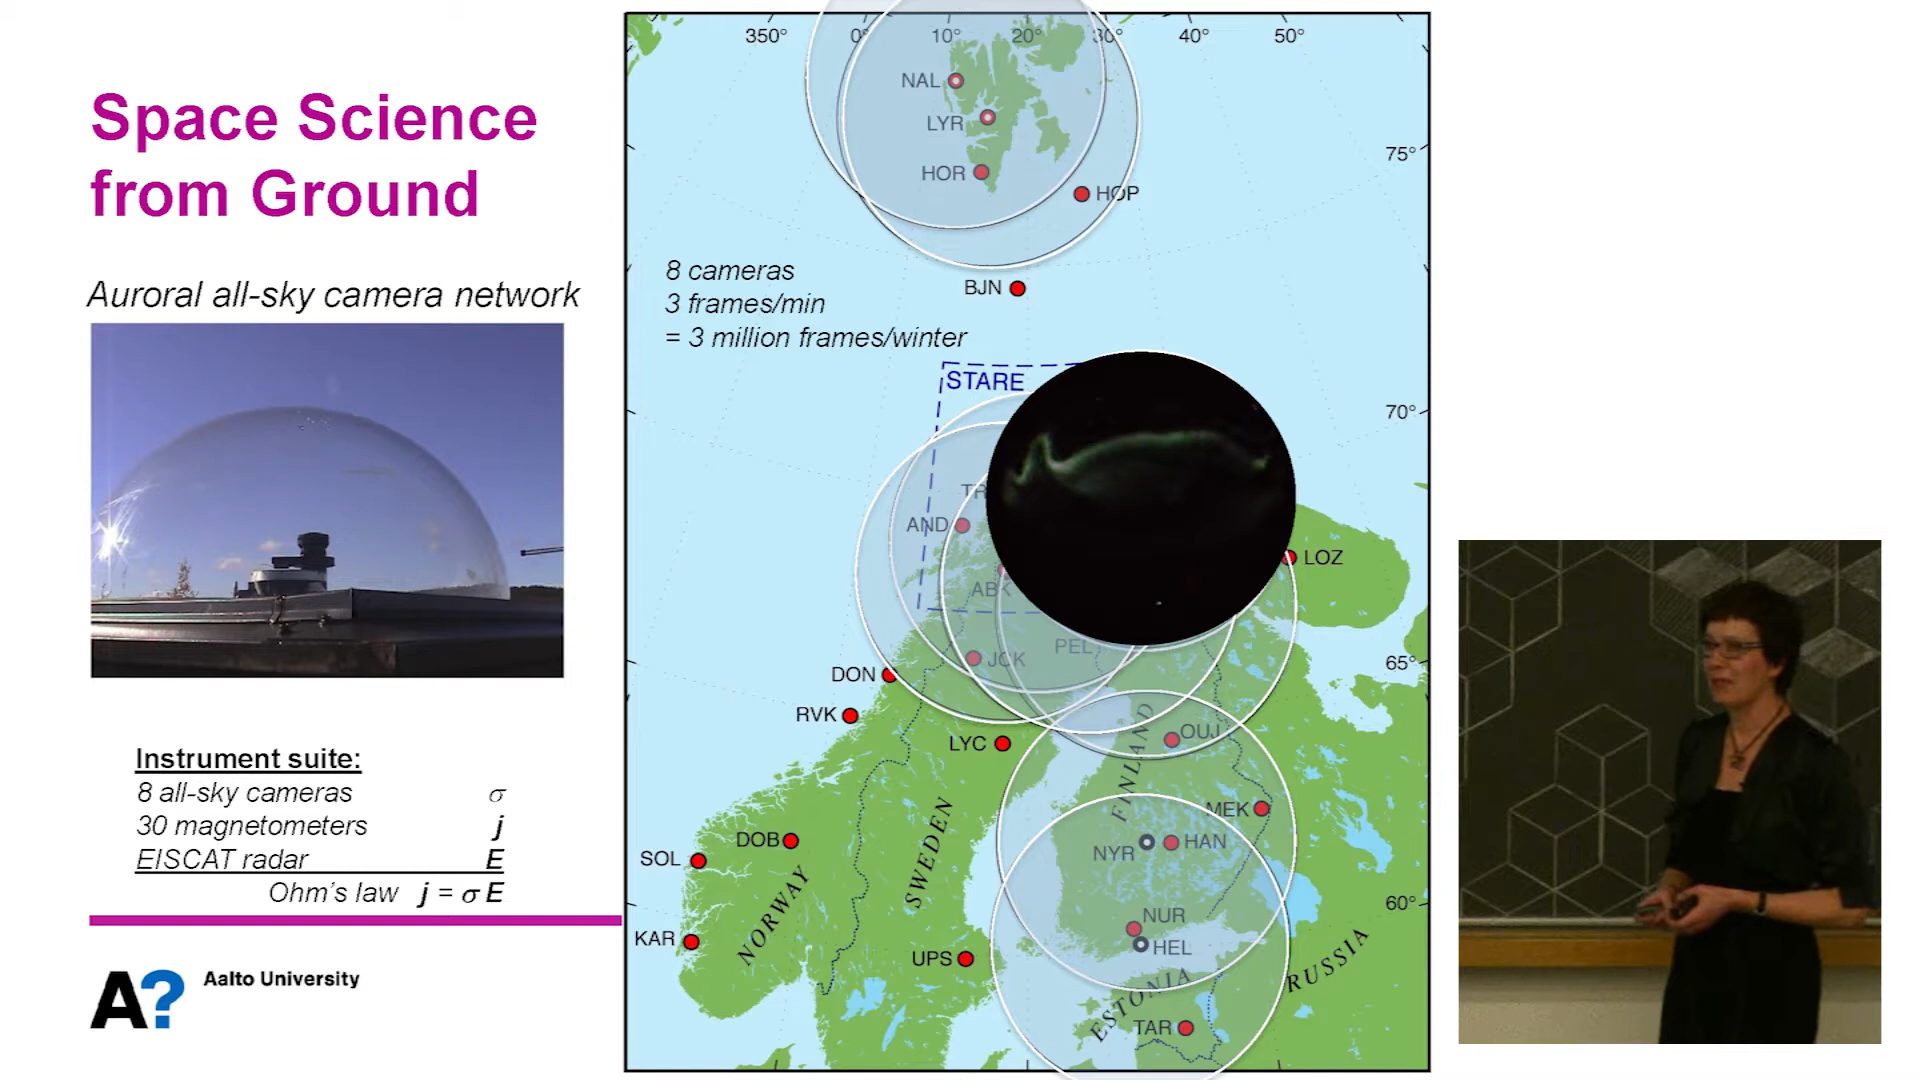 Space Science
from Ground
Auroral all-sky camera network
Instrument suite:
8 all-sky cameras σ
30 magnetometers j
EISCAT radar E
Ohm's law j = σ E
A?
Aalto University
350° 0° 10° 20° 30° 40° 50°
NAL
LYR
75°
HOR
HOP
8 cameras
3 frames/min
= 3 million frames/winter
BJN
STARE
70°
AND
LOZ
ABK
PEL
JCK
65°
DON
RVK
OUJ
LYC
FINLAND
MEK
DOB
HAN
NYR
SOL
SWEDEN
NORWAY
60°
NUR
KAR
HEL
UPS
RUSSIA
ESTONIA
TAR